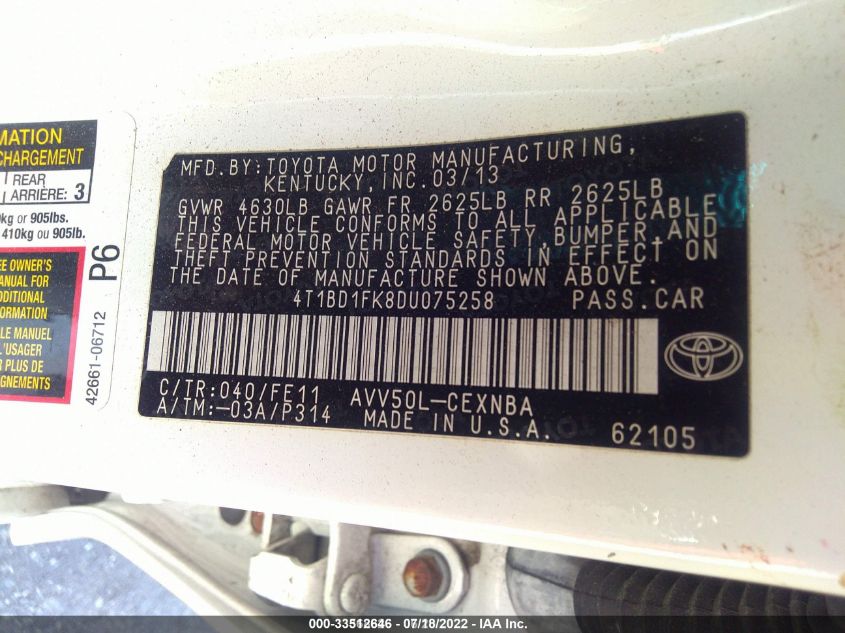 MATION
CHARGEMENT
REAR
ARRIÈRE: 3
kg or 905lbs.
410kg ou 905lb.
EE OWNER'S
ANUAL FOR
DDITIONAL
LE MANUEL
L'USAGER
R PLUS DE
GNEMENTS
P6
42661-06712
MFD.BY:TOYOTA MOTOR MANUFACTURING,
KENTUCKY,INC.03/13
GVWR 4630LB GAWR FR 2625LB RR 2625LB
THIS VEHICLE CONFORMS TO ALL APPLICABLE
FEDERAL MOTOR VEHICLE SAFETY,BUMPER,AND
THEFT PREVENTION STANDARDS IN EFFECT ON
THE DATE OF MANUFACTURE SHOWN ABOVE.
4T1BD1FK8DU075258 PASS.CAR
C/TR:040/FE11 AVV50L-CEXNBA
A/TM:-03A/P314 MADE IN U.S.A. 62105
000-33512646 - 07/18/2022 - IAA Inc.